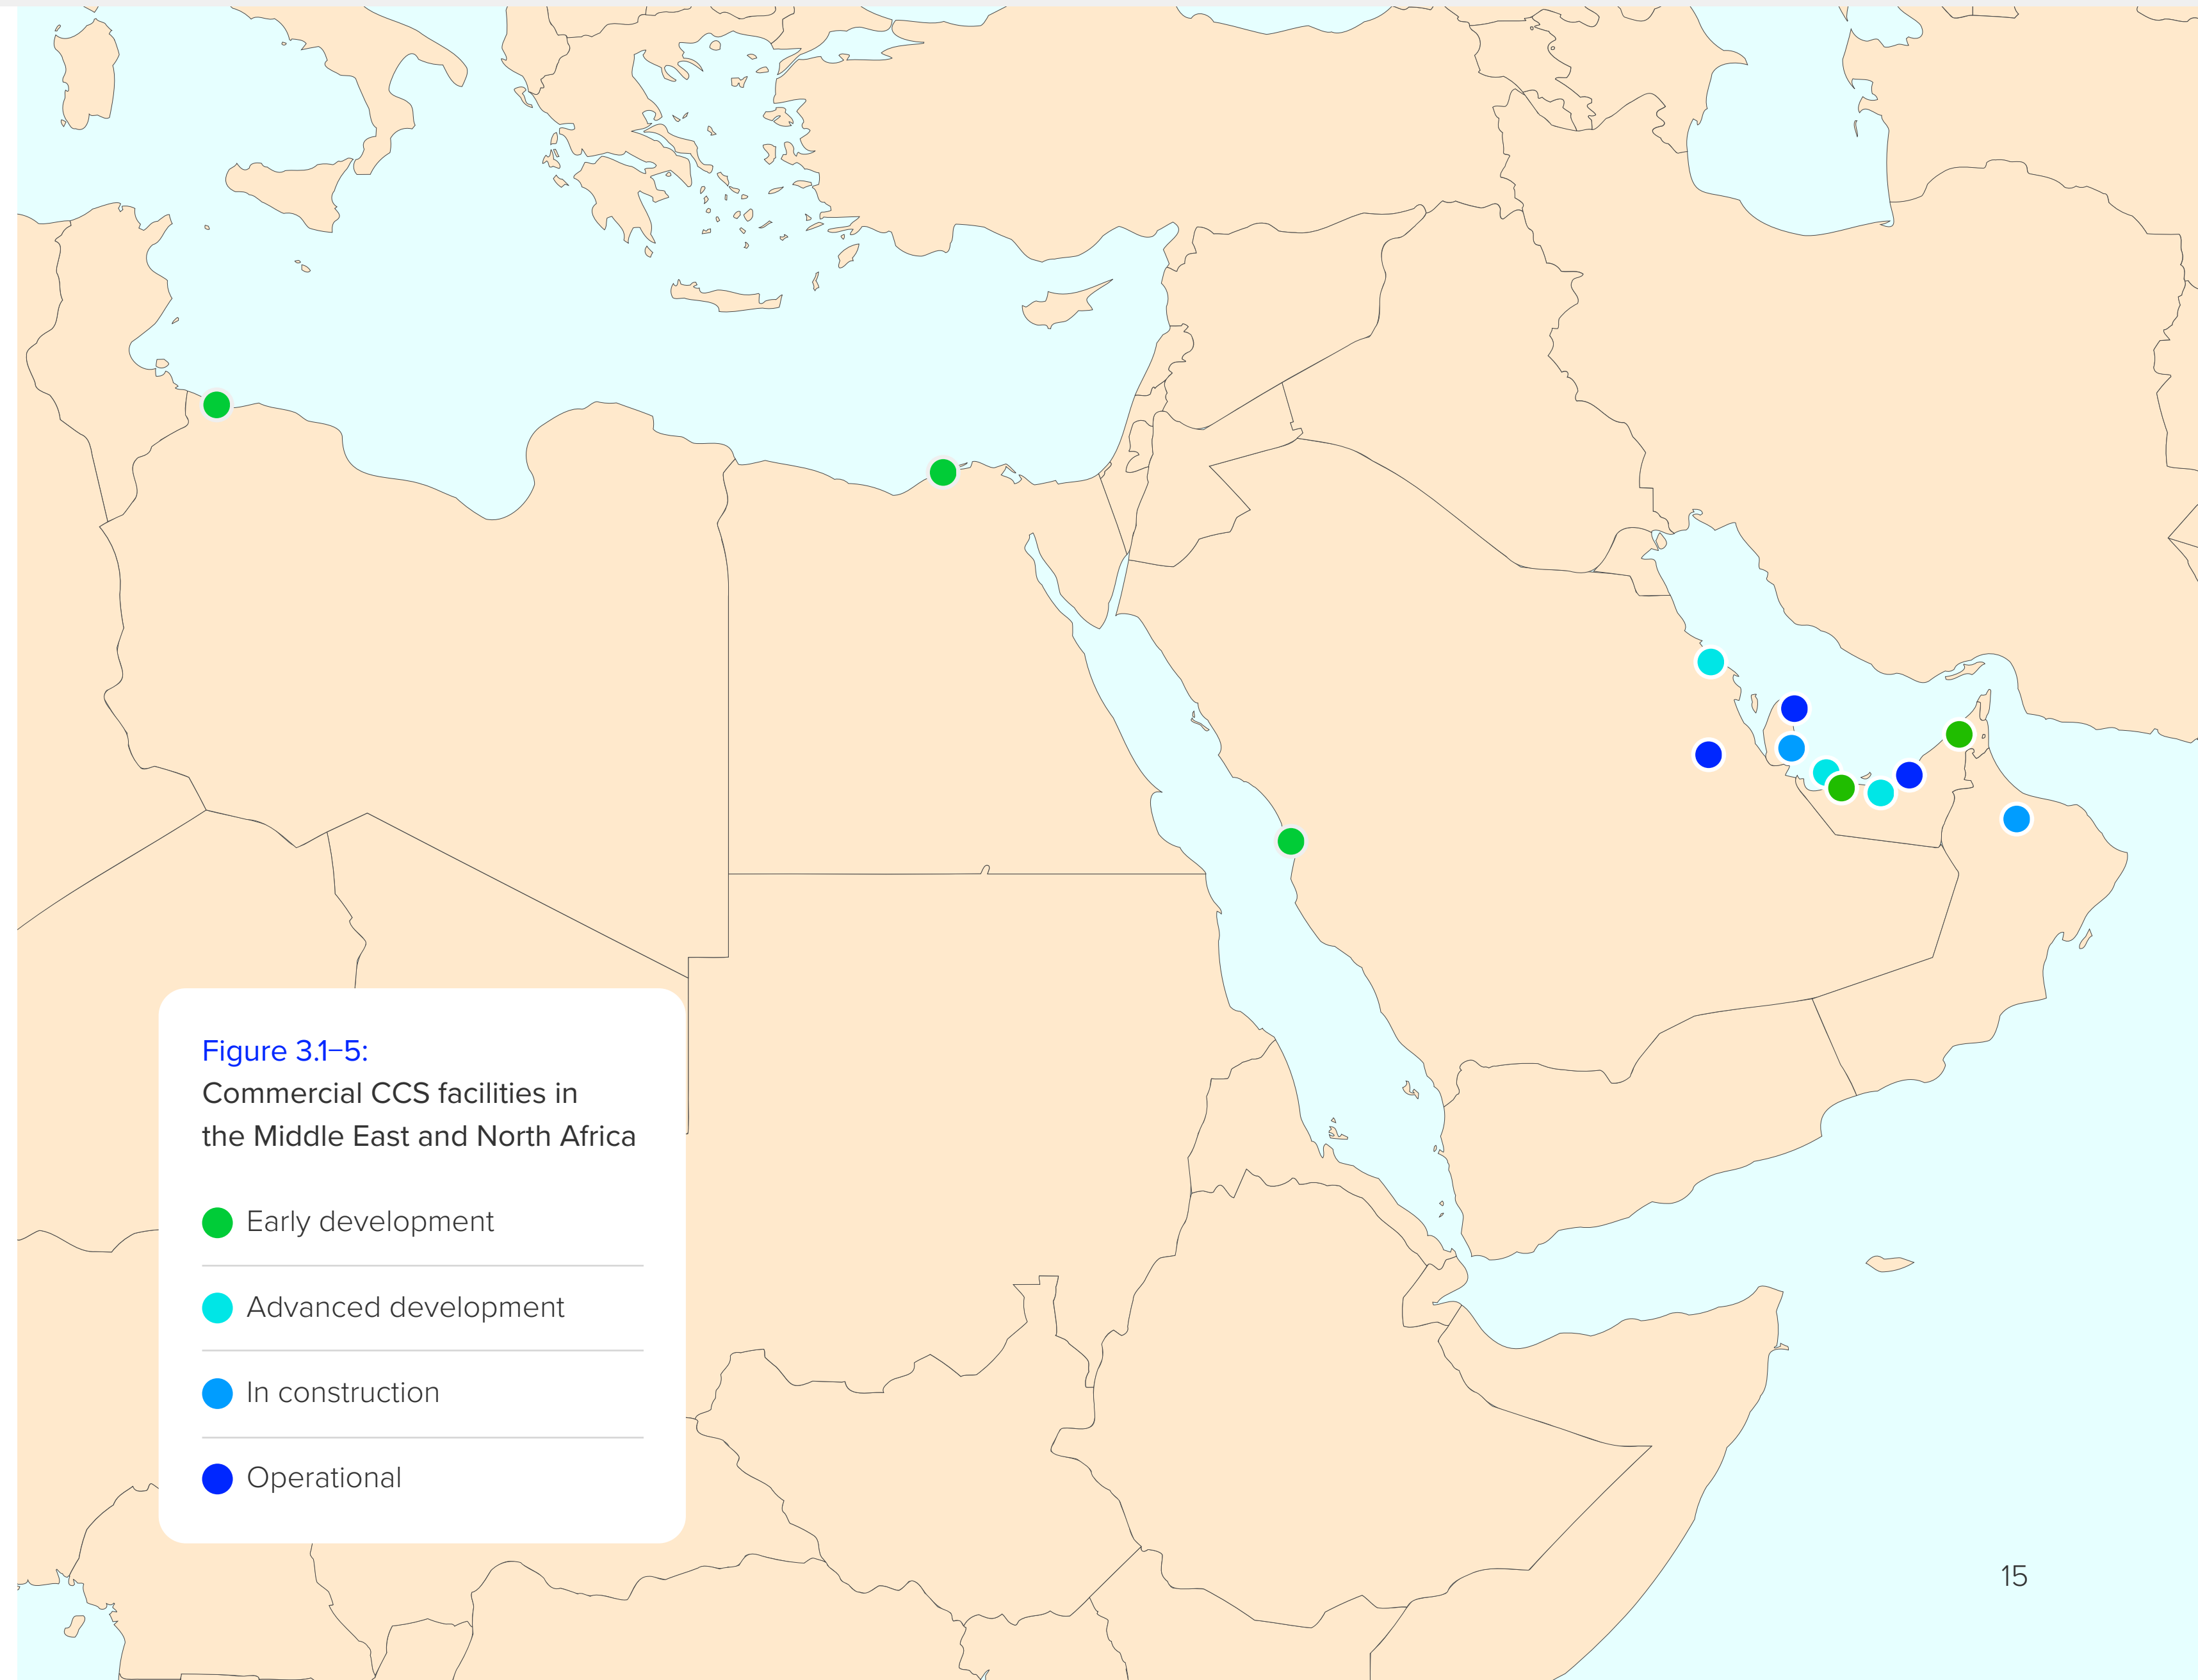 Figure 3.1–5:
Commercial CCS facilities in
the Middle East and North Africa
Early development
Advanced development
In construction
Operational
15